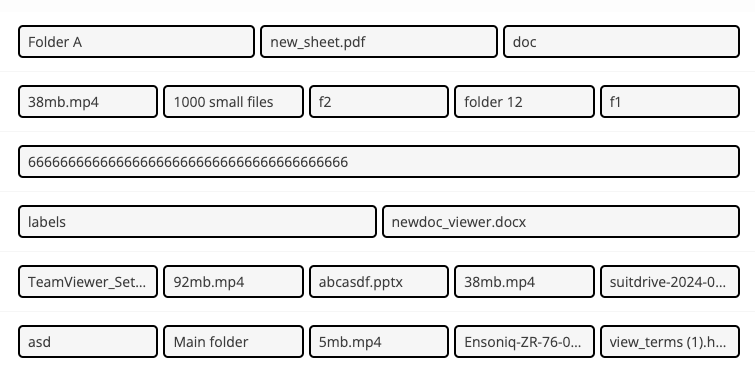 Folder A new_sheet.pdf doc
38mb.mp4 1000 small files f2 folder 12 f1
6666666666666666666666666666666666666666
labels newdoc_viewer.docx
TeamViewer_Set... 92mb.mp4 abcasdf.pptx 38mb.mp4 suitdrive-2024-0...
asd Main folder 5mb.mp4 Ensoniq-ZR-76-0... view_terms (1).h...